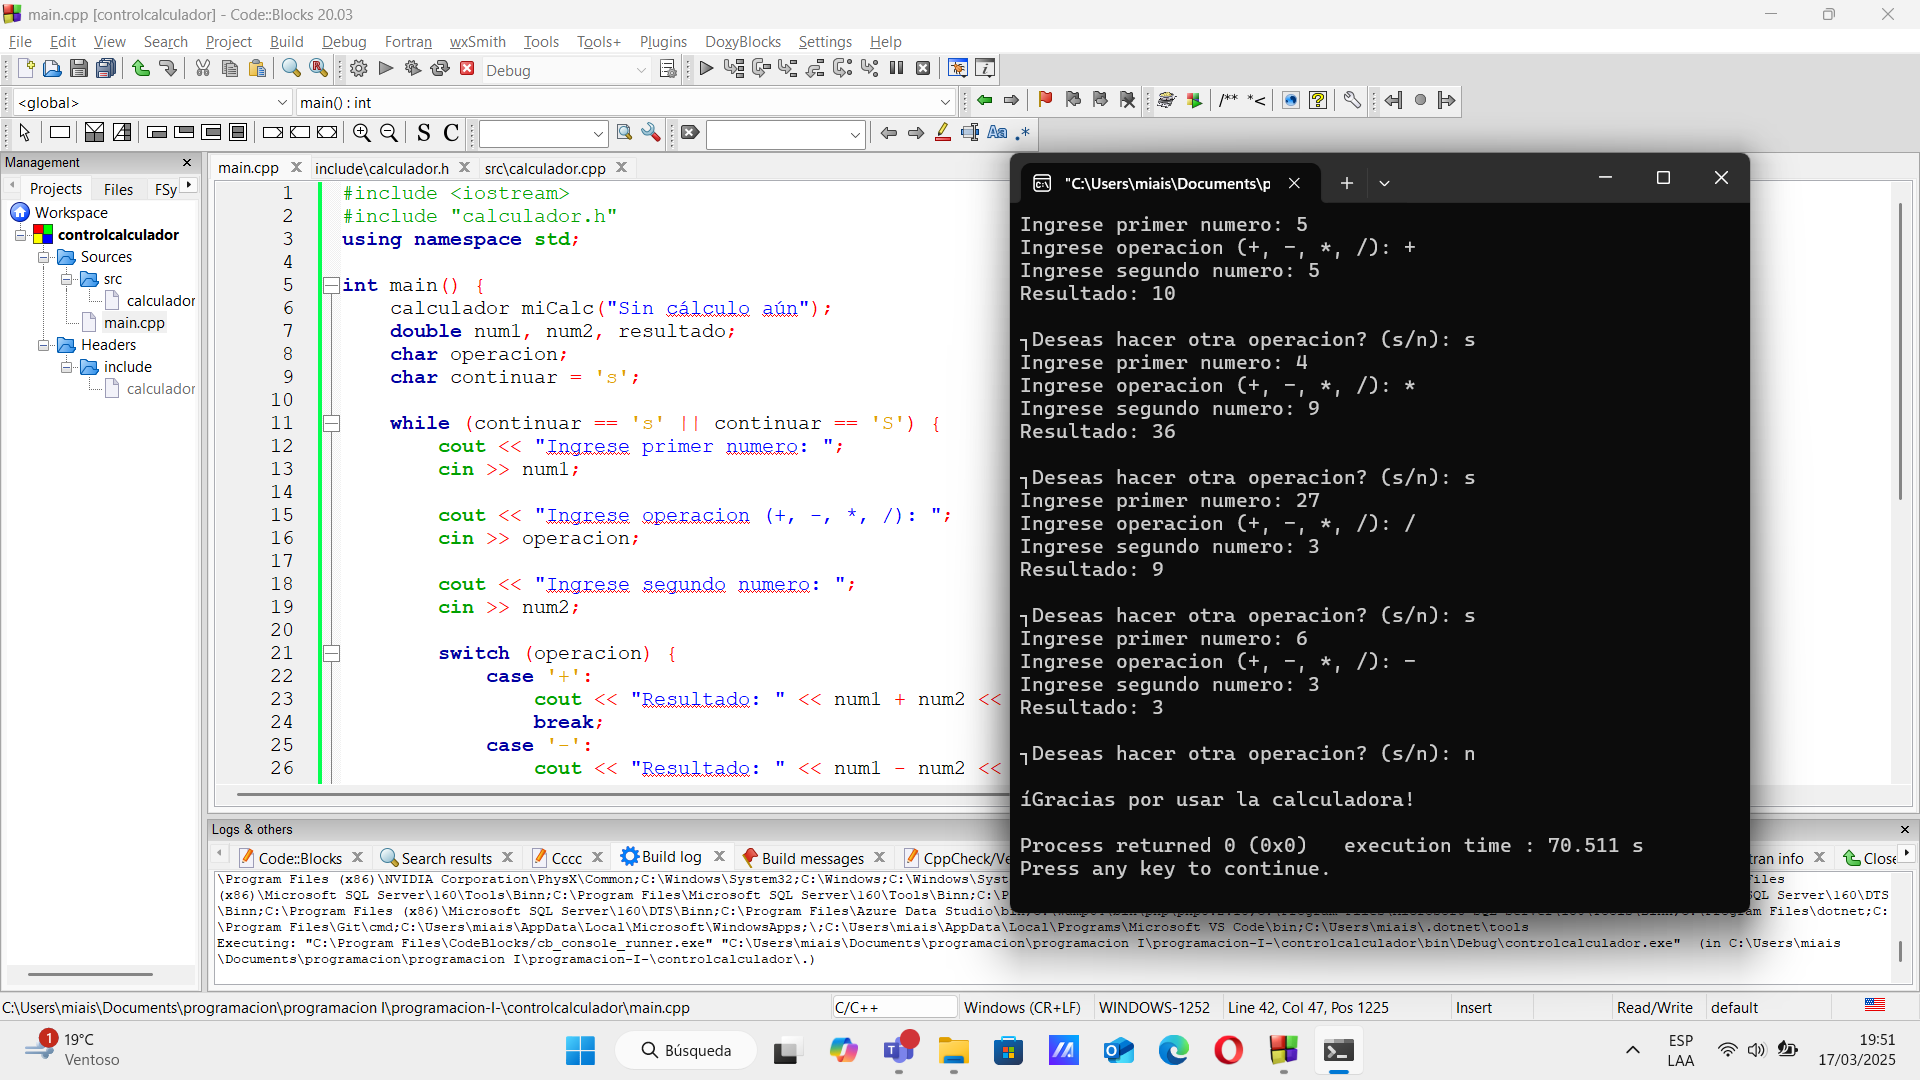 main.cpp [controlcalculador] - Code::Blocks 20.03
File Edit View Search Project Build Debug Fortran wxSmith Tools Tools+ Plugins DoxyBlocks Settings Help
Debug
<global>
main() : int
/** *<
S C
Aa .*
Management
Projects Files FSy
Workspace
controlcalculador
Sources
src
calculador
main.cpp
Headers
include
calculador
main.cpp include\calculador.h src\calculador.cpp
1 #include <iostream>
2 #include "calculador.h"
3 using namespace std;
4
5 int main() {
6 calculador miCalc("Sin cálculo aún");
7 double num1, num2, resultado;
8 char operacion;
9 char continuar = 's';
10
11 while (continuar == 's' || continuar == 'S') {
12 cout << "Ingrese primer numero: ";
13 cin >> num1;
14
15 cout << "Ingrese operacion (+, -, *, /): ";
16 cin >> operacion;
17
18 cout << "Ingrese segundo numero: ";
19 cin >> num2;
20
21 switch (operacion) {
22 case '+':
23 cout << "Resultado: " << num1 + num2 <<
24 break;
25 case '-':
26 cout << "Resultado: " << num1 - num2 <<
"C:\Users\miais\Documents\p
Ingrese primer numero: 5
Ingrese operacion (+, -, *, /): +
Ingrese segundo numero: 5
Resultado: 10
┐Deseas hacer otra operacion? (s/n): s
Ingrese primer numero: 4
Ingrese operacion (+, -, *, /): *
Ingrese segundo numero: 9
Resultado: 36
┐Deseas hacer otra operacion? (s/n): s
Ingrese primer numero: 27
Ingrese operacion (+, -, *, /): /
Ingrese segundo numero: 3
Resultado: 9
┐Deseas hacer otra operacion? (s/n): s
Ingrese primer numero: 6
Ingrese operacion (+, -, *, /): -
Ingrese segundo numero: 3
Resultado: 3
┐Deseas hacer otra operacion? (s/n): n
íGracias por usar la calculadora!
Process returned 0 (0x0) execution time : 70.511 s
Press any key to continue.
Logs & others
Code::Blocks Search results Cccc Build log Build messages CppCheck/Ve tran info Close
\Program Files (x86)\NVIDIA Corporation\PhysX\Common;C:\Windows\System32;C:\Windows;C:\Windows\Syst Files
(x86)\Microsoft SQL Server\160\Tools\Binn;C:\Program Files\Microsoft SQL Server\160\Tools\Binn;C:\P QL Server\160\DTS
\Binn;C:\Program Files (x86)\Microsoft SQL Server\160\DTS\Binn;C:\Program Files\Azure Data Studio\bin Files\dotnet;C:
\Program Files\Git\cmd;C:\Users\miais\AppData\Local\Microsoft\WindowsApps;\;C:\Users\miais\AppData\Local\Programs\Microsoft VS Code\bin;C:\Users\miais\.dotnet\tools
Executing: "C:\Program Files\CodeBlocks/cb_console_runner.exe" "C:\Users\miais\Documents\programacion\programacion I\programacion-I-\controlcalculador\bin\Debug\controlcalculador.exe" (in C:\Users\miais
\Documents\programacion\programacion I\programacion-I-\controlcalculador\.)
C:\Users\miais\Documents\programacion\programacion I\programacion-I-\controlcalculador\main.cpp C/C++ Windows (CR+LF) WINDOWS-1252 Line 42, Col 47, Pos 1225 Insert Read/Write default
1
19°C
Ventoso
Búsqueda
ESP
LAA
19:51
17/03/2025